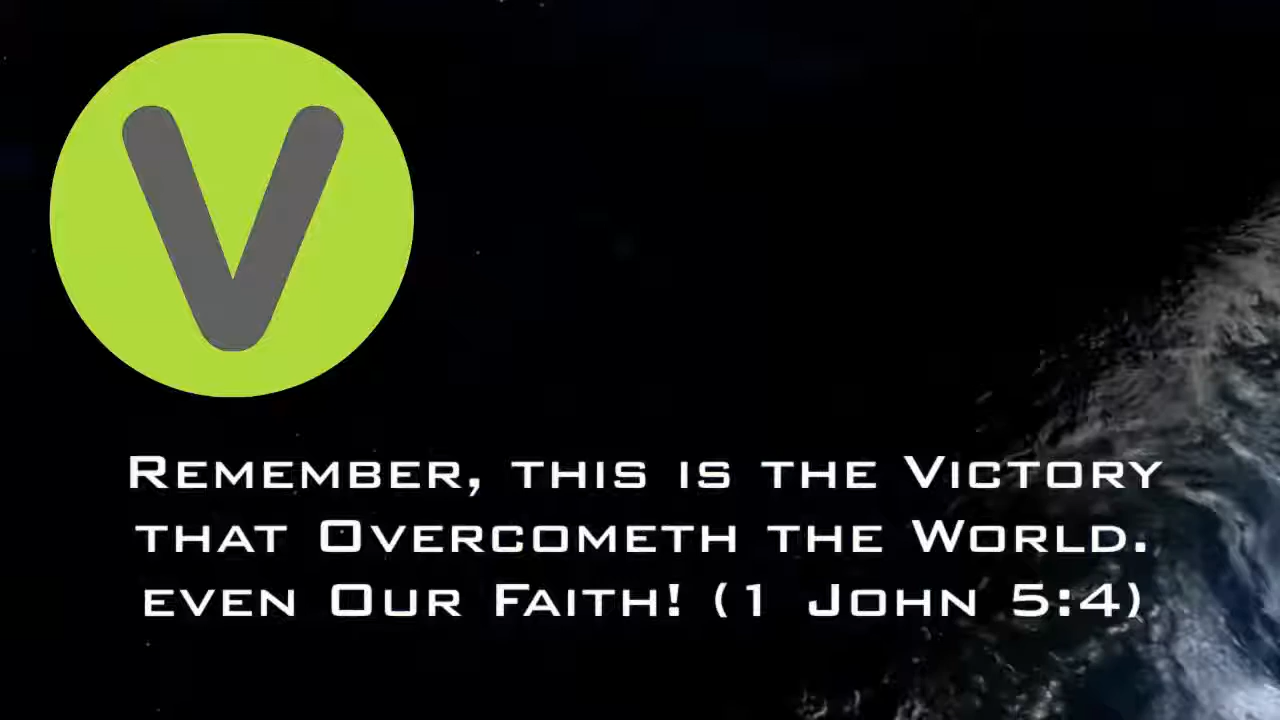 V
Remember, this is the Victory
that Overcometh the World.
even Our Faith! (1 John 5:4)